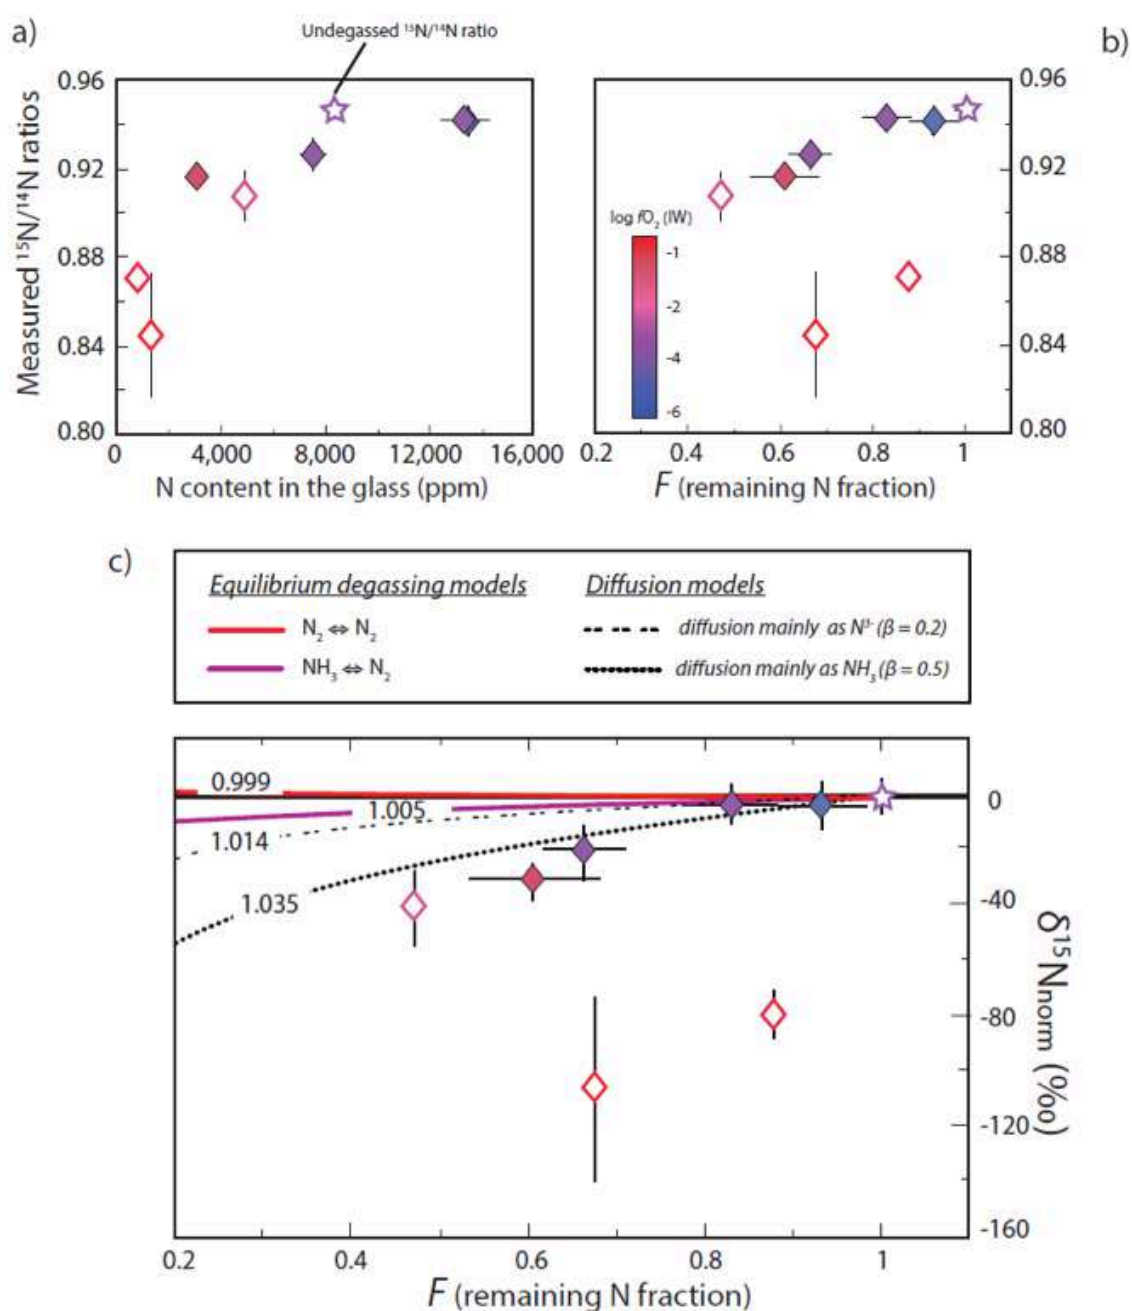 a)
Undegassed ¹⁵N/¹⁴N ratio
b)
Measured ¹⁵N/¹⁴N ratios
0.96
0.92
0.88
0.84
0.80
0
4,000
8,000
12,000
16,000
N content in the glass (ppm)
log fO₂ (IW)
-1
-2
-4
-6
0.96
0.92
0.88
0.84
0.80
0.2
0.4
0.6
0.8
1
F (remaining N fraction)
c)
Equilibrium degassing models
N₂ ⇔ N₂
NH₃ ⇔ N₂
Diffusion models
diffusion mainly as N³⁻ (β = 0.2)
diffusion mainly as NH₃ (β = 0.5)
0.999
1.005
1.014
1.035
0
-40
-80
-120
-160
δ¹⁵Nnorm (‰)
0.2
0.4
0.6
0.8
1
F (remaining N fraction)